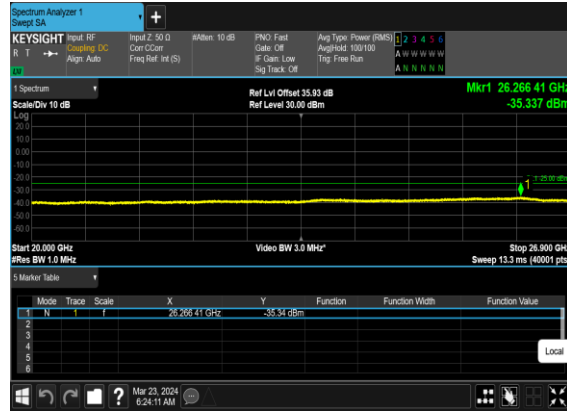 Spectrum Analyzer 1
Swept SA
+
KEYSIGHT Input: RF Input Z: 50 Ω #Atten: 10 dB PNO: Fast Avg Type: Power (RMS) 1 2 3 4 5 6
R T Coupling: DC Corr CCorr Gate: Off Avg|Hold: 100/100 A W W W W W
Align: Auto Freq Ref: Int (S) IF Gain: Low Trig: Free Run
Sig Track: Off A N N N N N
1 Spectrum
Ref Lvl Offset 35.93 dB Mkr1 26.266 41 GHz
Scale/Div 10 dB Ref Level 30.00 dBm -35.337 dBm
Log
20.0
10.0
0.00
-10.0
-20.0
-30.0
-40.0
-50.0
-60.0
1
Start 20.000 GHz Video BW 3.0 MHz* Stop 26.900 GHz
#Res BW 1.0 MHz Sweep 13.3 ms (40001 pts)
5 Marker Table
Mode Trace Scale X Y Function Function Width Function Value
1 N 1 f 26.266 41 GHz -35.34 dBm
2
3
4
5
6
Local
? Mar 23, 2024
6:24:11 AM